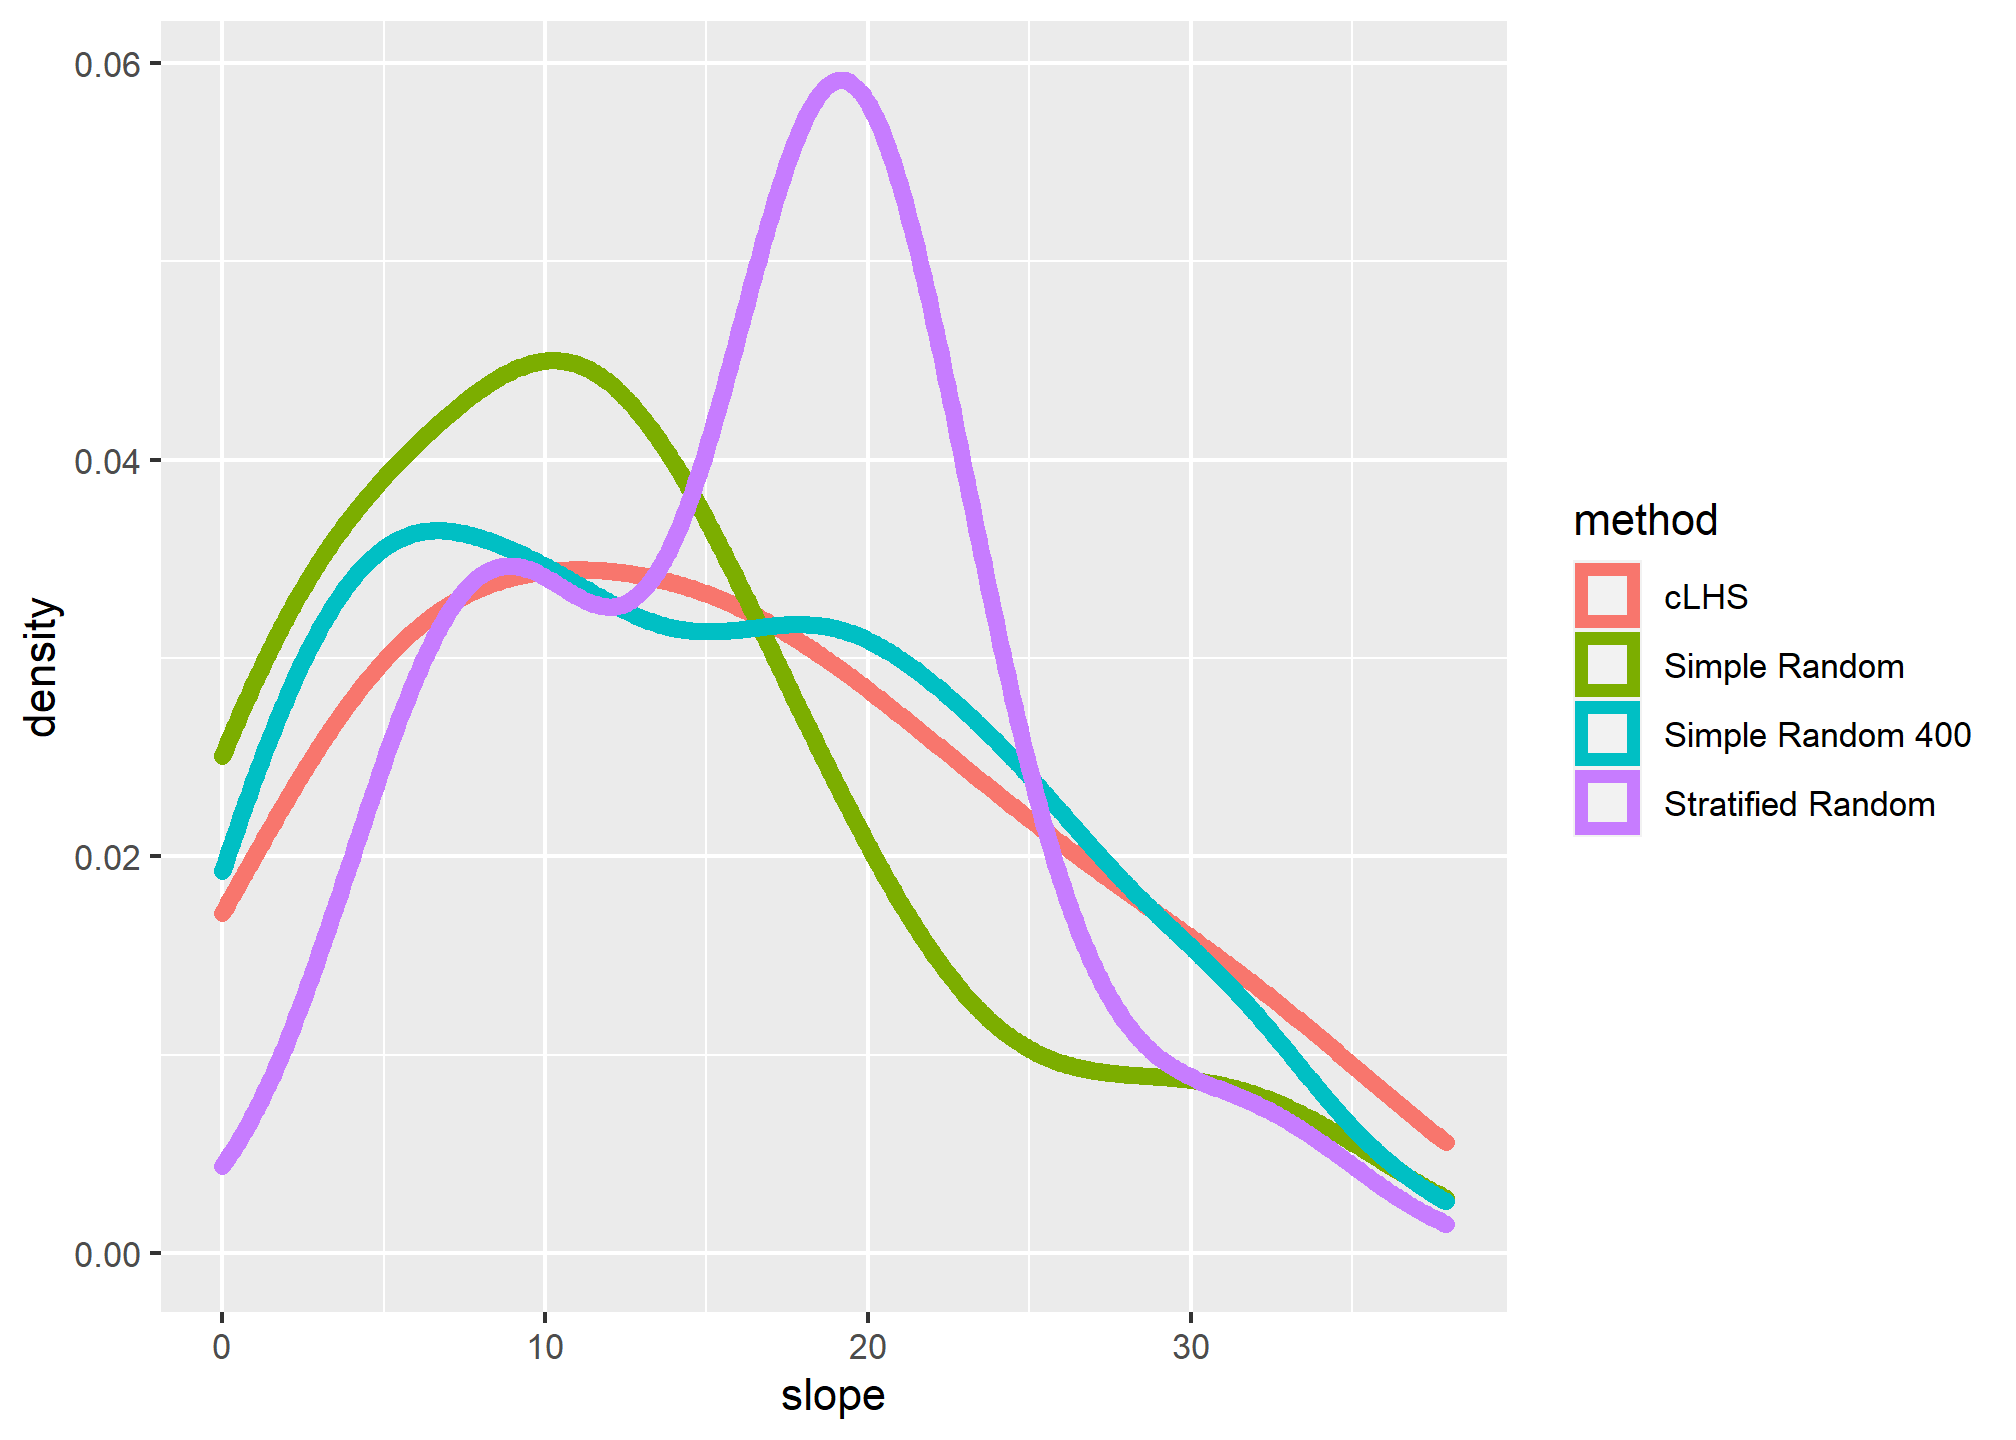 0.06
0.04
0.02
0.00
density
0
10
20
30
slope
method
cLHS
Simple Random
Simple Random 400
Stratified Random